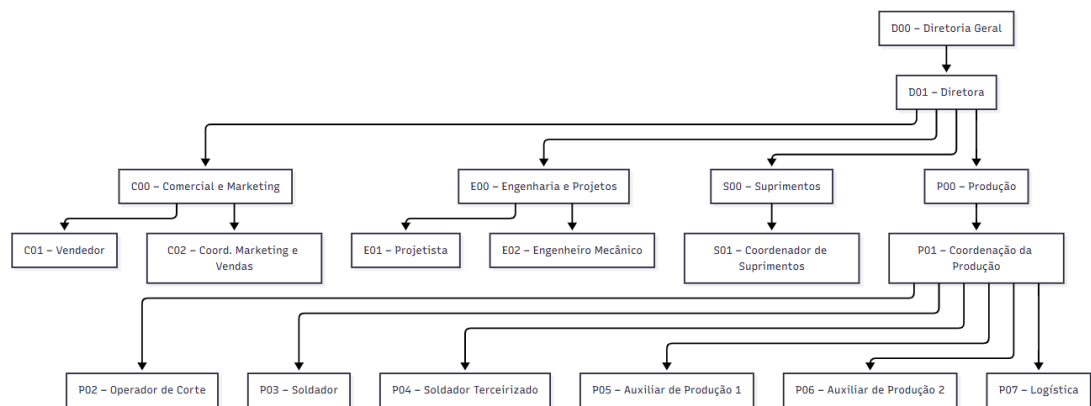 D00 – Diretoria Geral
D01 – Diretora
C00 – Comercial e Marketing
E00 – Engenharia e Projetos
S00 – Suprimentos
P00 – Produção
C01 – Vendedor
C02 – Coord. Marketing e
Vendas
E01 – Projetista
E02 – Engenheiro Mecânico
S01 – Coordenador de
Suprimentos
P01 – Coordenação da
Produção
P02 – Operador de Corte
P03 – Soldador
P04 – Soldador Terceirizado
P05 – Auxiliar de Produção 1
P06 – Auxiliar de Produção 2
P07 – Logística